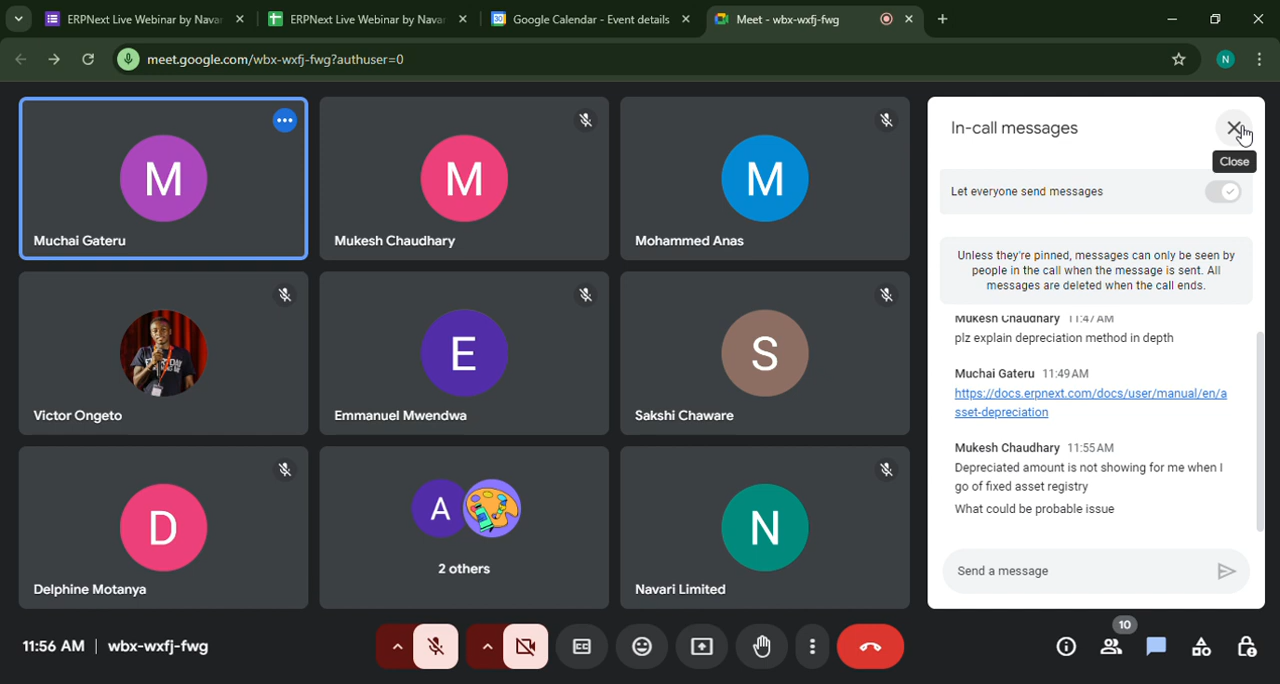 ERPNext Live Webinar by Nava
ERPNext Live Webinar by Navar
Google Calendar - Event details
Meet - wbx-wxfj-fwg
meet.google.com/wbx-wxfj-fwg?authuser=0
N
M
Muchai Gateru
M
Mukesh Chaudhary
M
Mohammed Anas
Victor Ongeto
E
Emmanuel Mwendwa
S
Sakshi Chaware
D
Delphine Motanya
A
2 others
N
Navari Limited
In-call messages
Close
Let everyone send messages
Unless they're pinned, messages can only be seen by
people in the call when the message is sent. All
messages are deleted when the call ends.
Mukesh Chaudhary 11:47 AM
plz explain depreciation method in depth
Muchai Gateru 11:49 AM
https://docs.erpnext.com/docs/user/manual/en/a
sset-depreciation
Mukesh Chaudhary 11:55 AM
Depreciated amount is not showing for me when I
go of fixed asset registry
What could be probable issue
Send a message
11:56 AM | wbx-wxfj-fwg
10